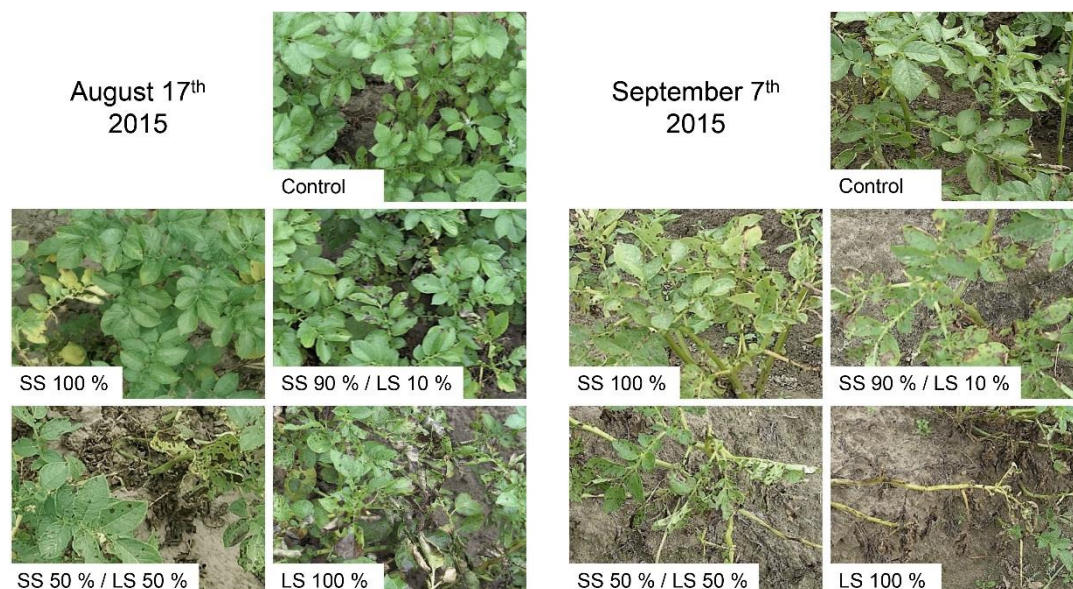 August 17th
2015
Control
SS 100 %
SS 90 % / LS 10 %
SS 50 % / LS 50 %
LS 100 %
September 7th
2015
Control
SS 100 %
SS 90 % / LS 10 %
SS 50 % / LS 50 %
LS 100 %